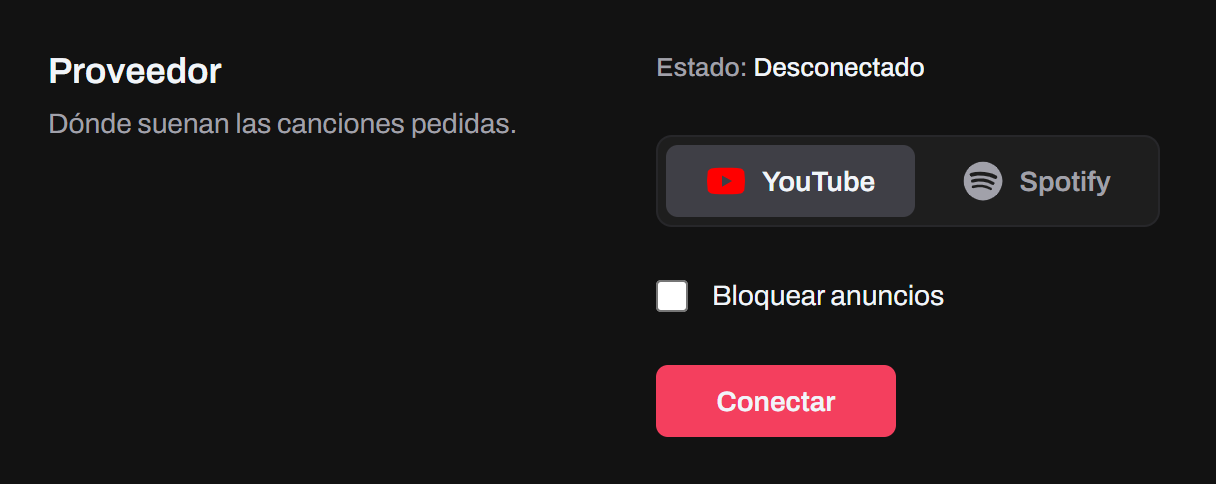 Proveedor
Dónde suenan las canciones pedidas.
Estado: Desconectado
YouTube
Spotify
Bloquear anuncios
Conectar